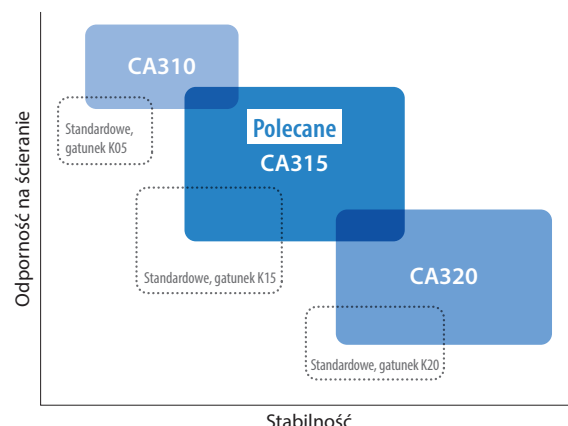 CA310
Standardowe,
gatunek K05
Polecane
CA315
Odporność na ścieranie
Standardowe, gatunek K15
CA320
Standardowe, gatunek K20
Stabilność